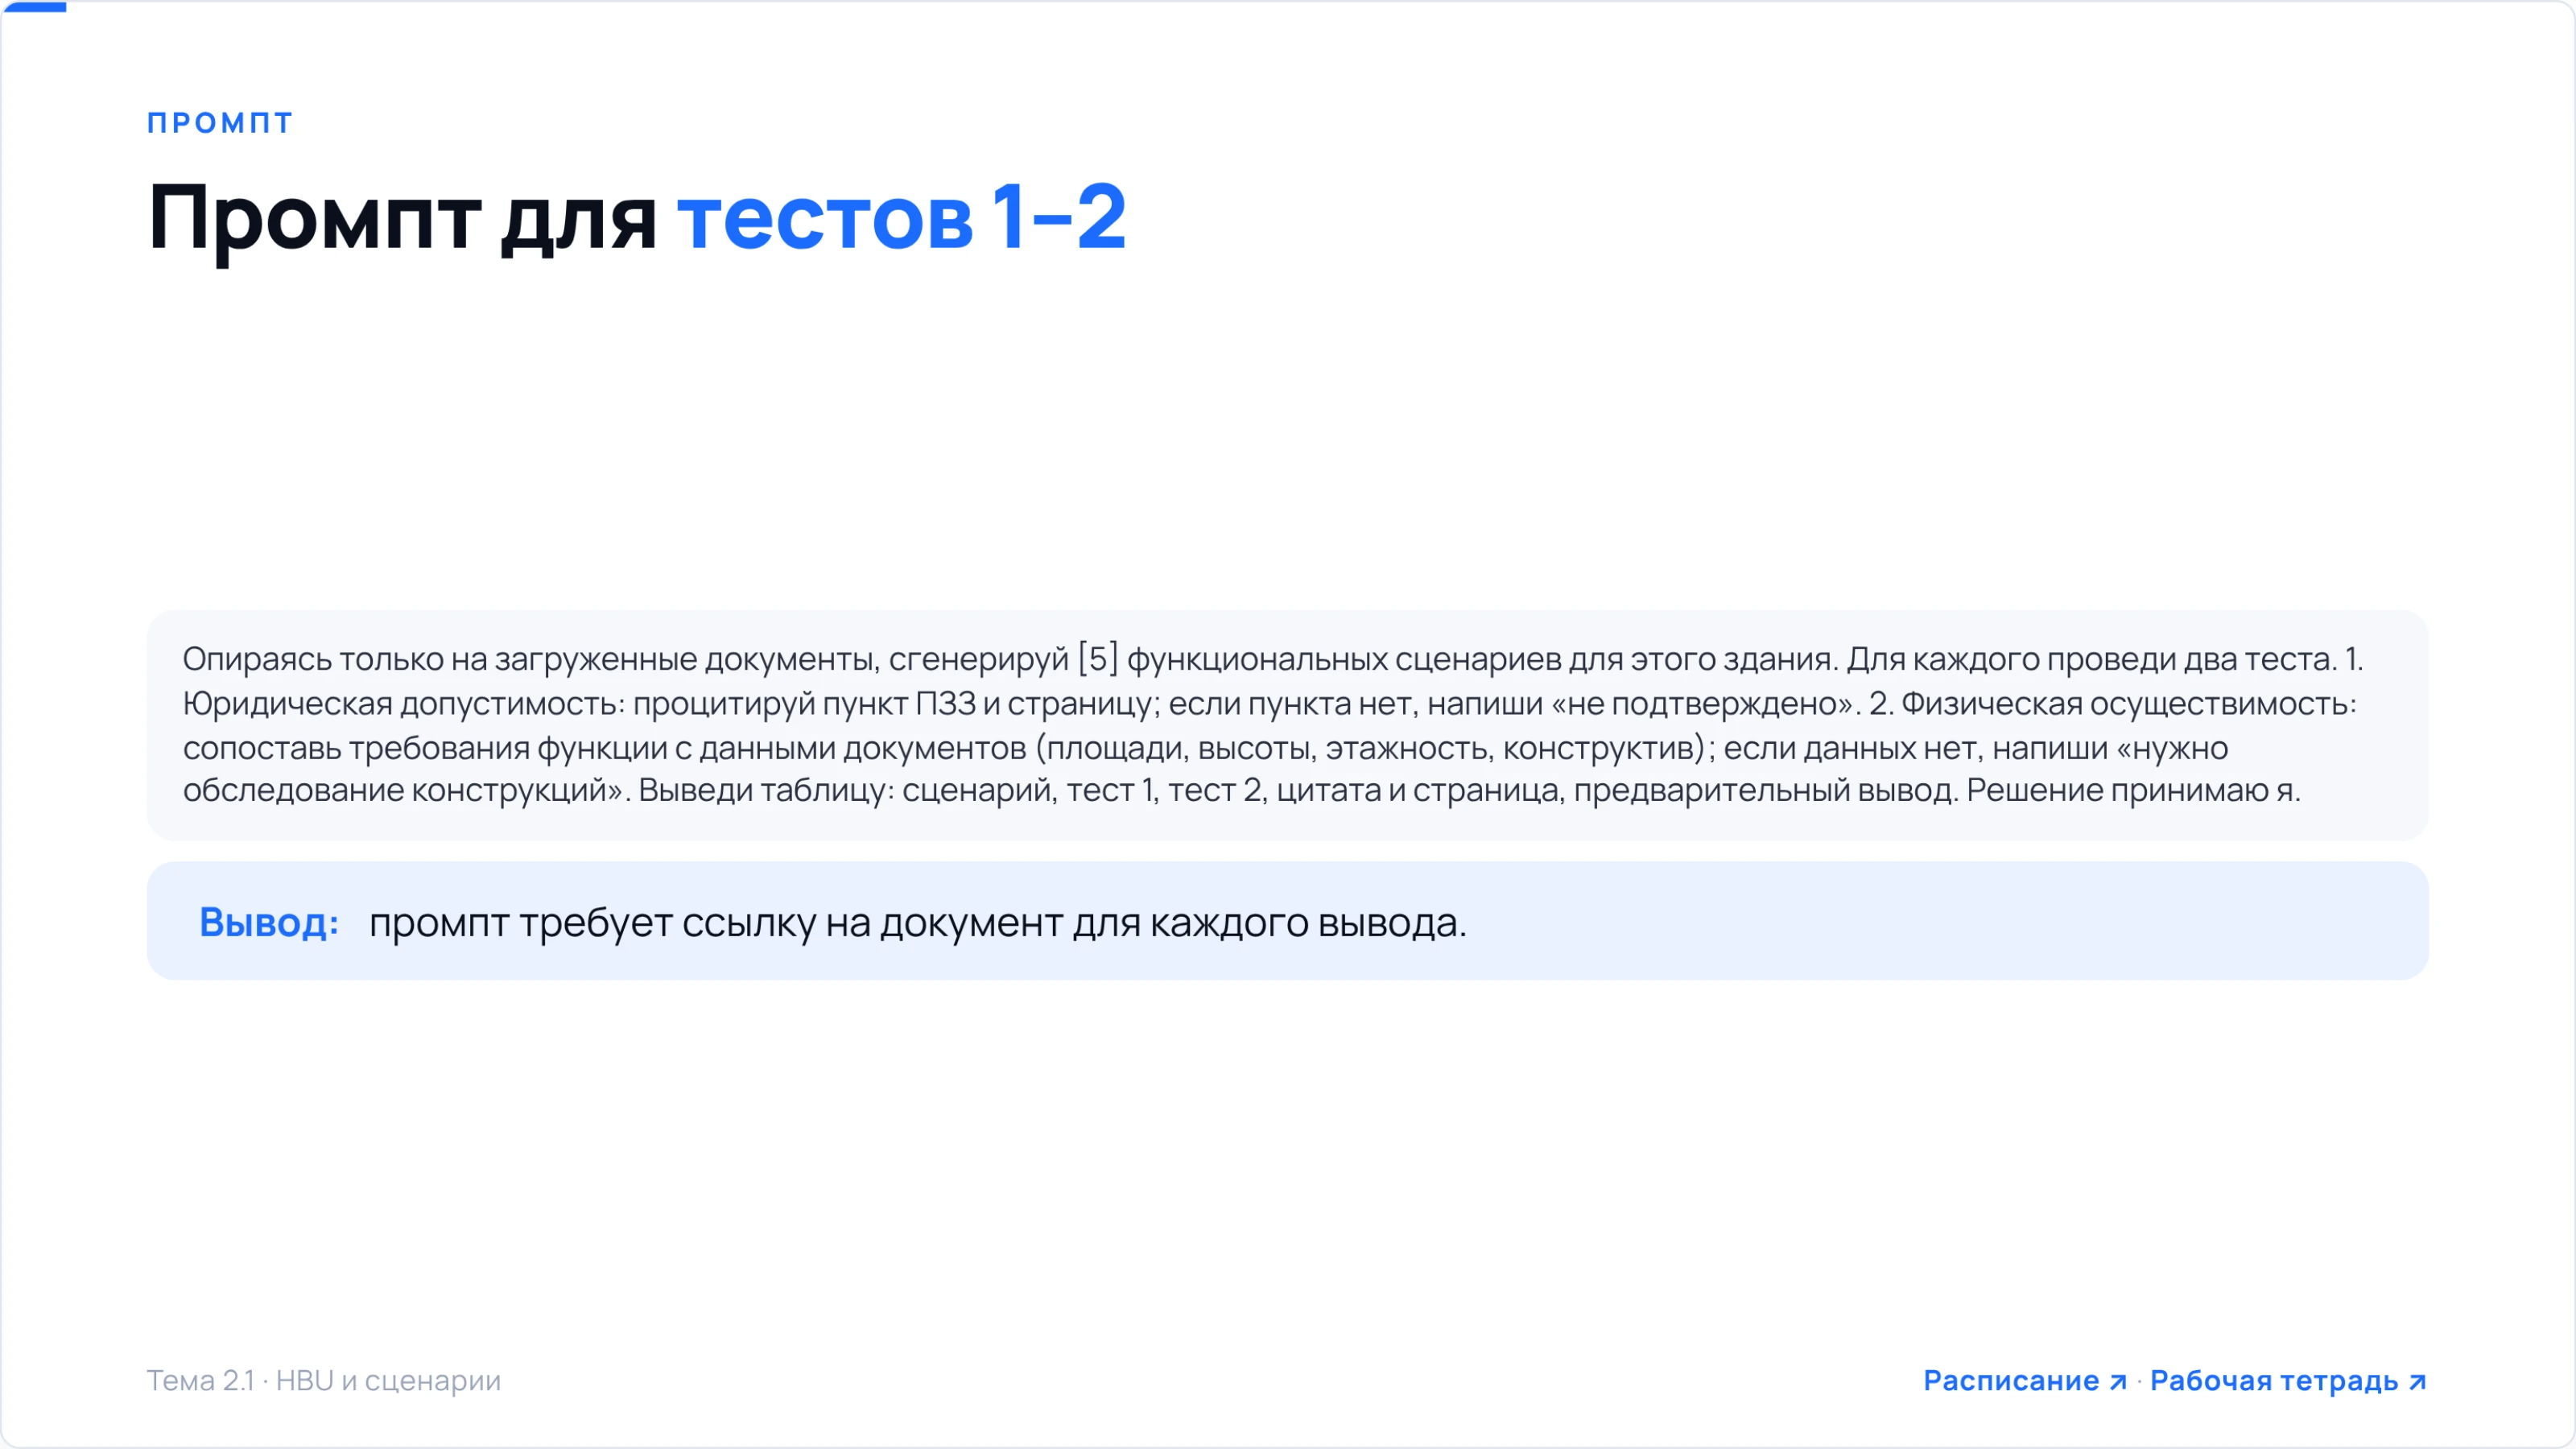 ПРОМПТ
Промпт для тестов 1–2
Опираясь только на загруженные документы, сгенерируй [5] функциональных сценариев для этого здания. Для каждого проведи два теста. 1.
Юридическая допустимость: процитируй пункт ПЗЗ и страницу; если пункта нет, напиши «не подтверждено». 2. Физическая осуществимость:
сопоставь требования функции с данными документов (площади, высоты, этажность, конструктив); если данных нет, напиши «нужно
обследование конструкций». Выведи таблицу: сценарий, тест 1, тест 2, цитата и страница, предварительный вывод. Решение принимаю я.
Вывод: промпт требует ссылку на документ для каждого вывода.
Тема 2.1 · HBU и сценарии
Расписание ↗ · Рабочая тетрадь ↗